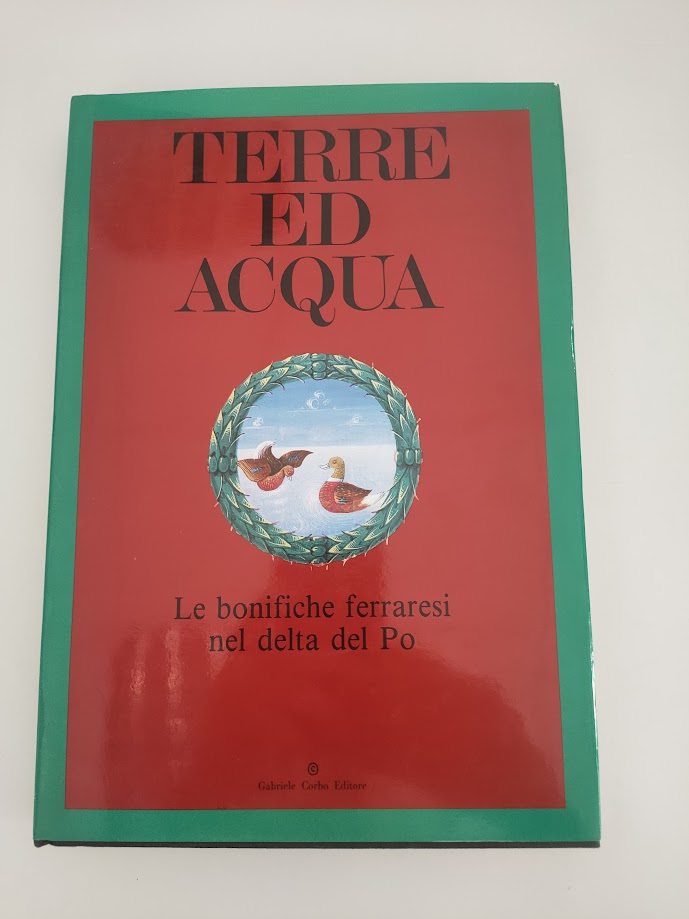 TERRE
ED
ACQUA
Le bonifiche ferraresi
nel delta del Po
©
Gabriele Corbo Editore